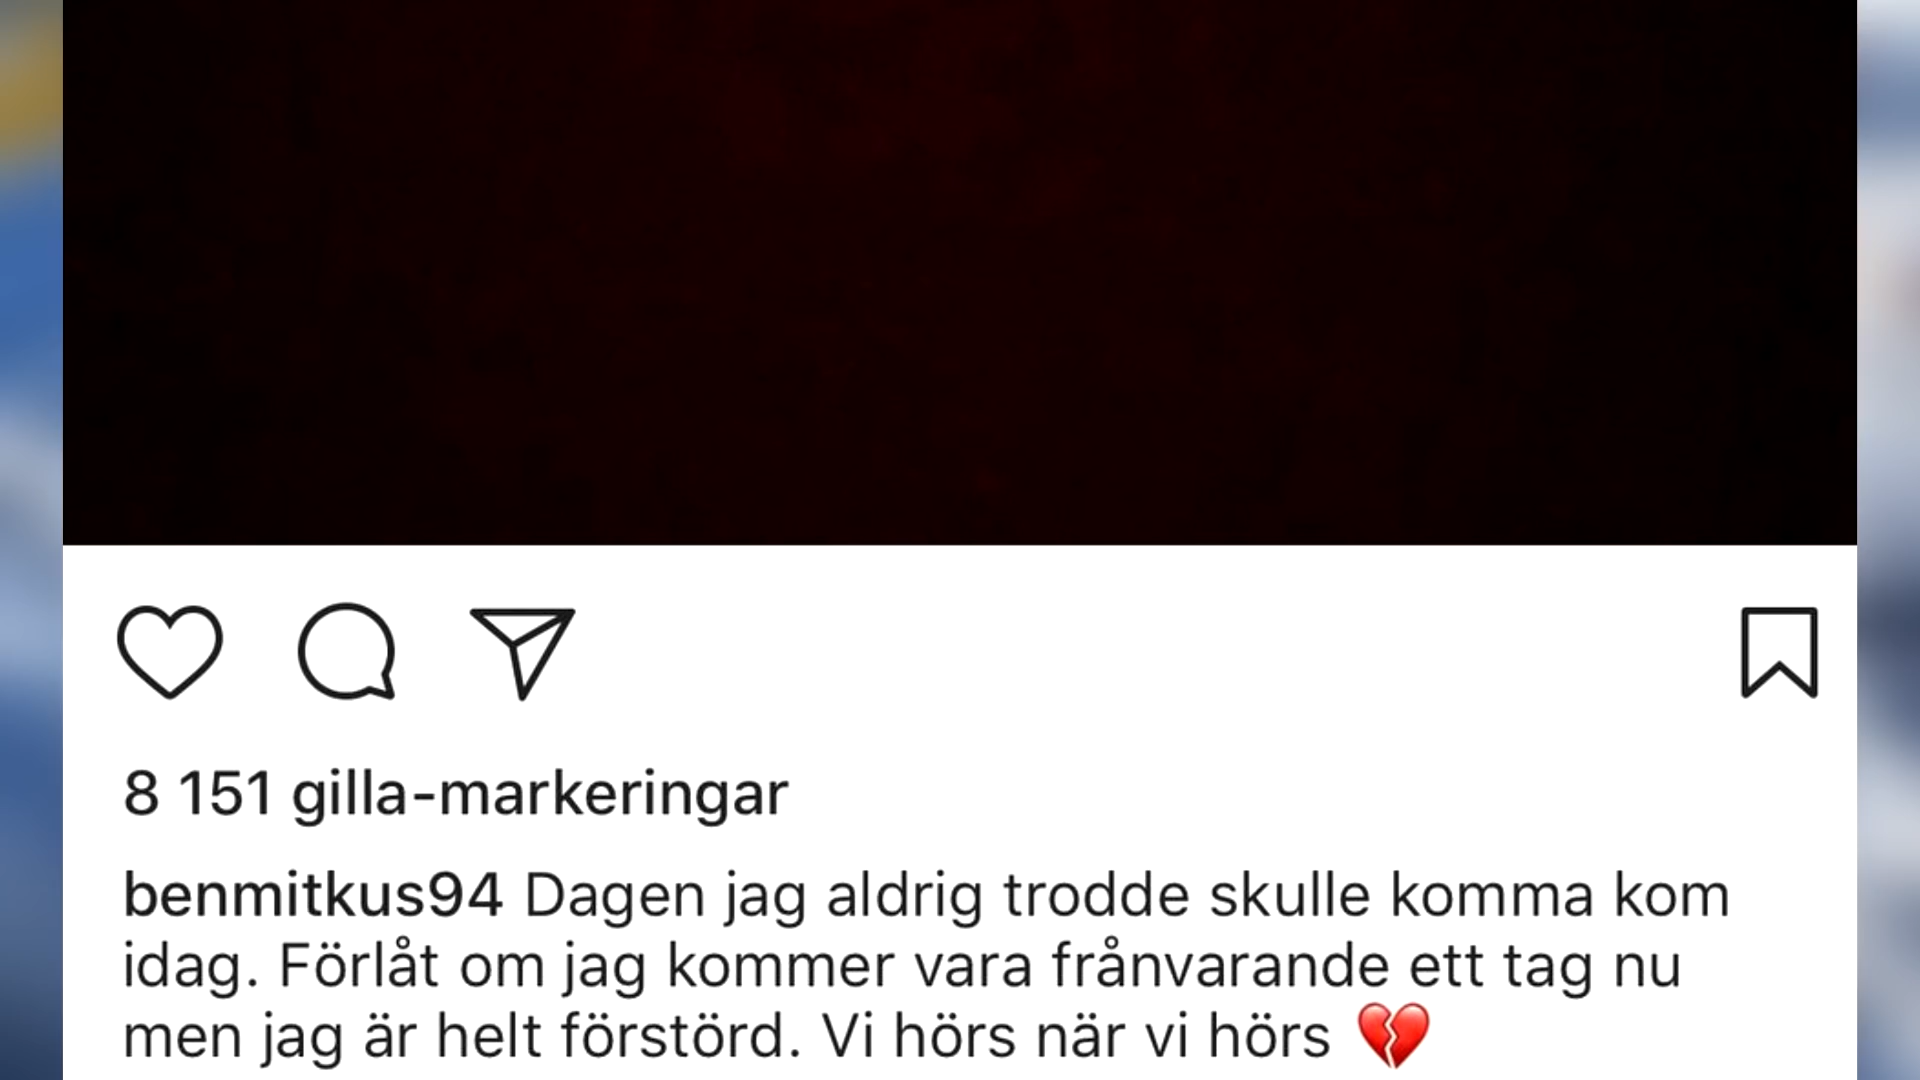 8 151 gilla-markeringar
benmitkus94 Dagen jag aldrig trodde skulle komma kom
idag. Förlåt om jag kommer vara frånvarande ett tag nu
men jag är helt förstörd. Vi hörs när vi hörs 💔